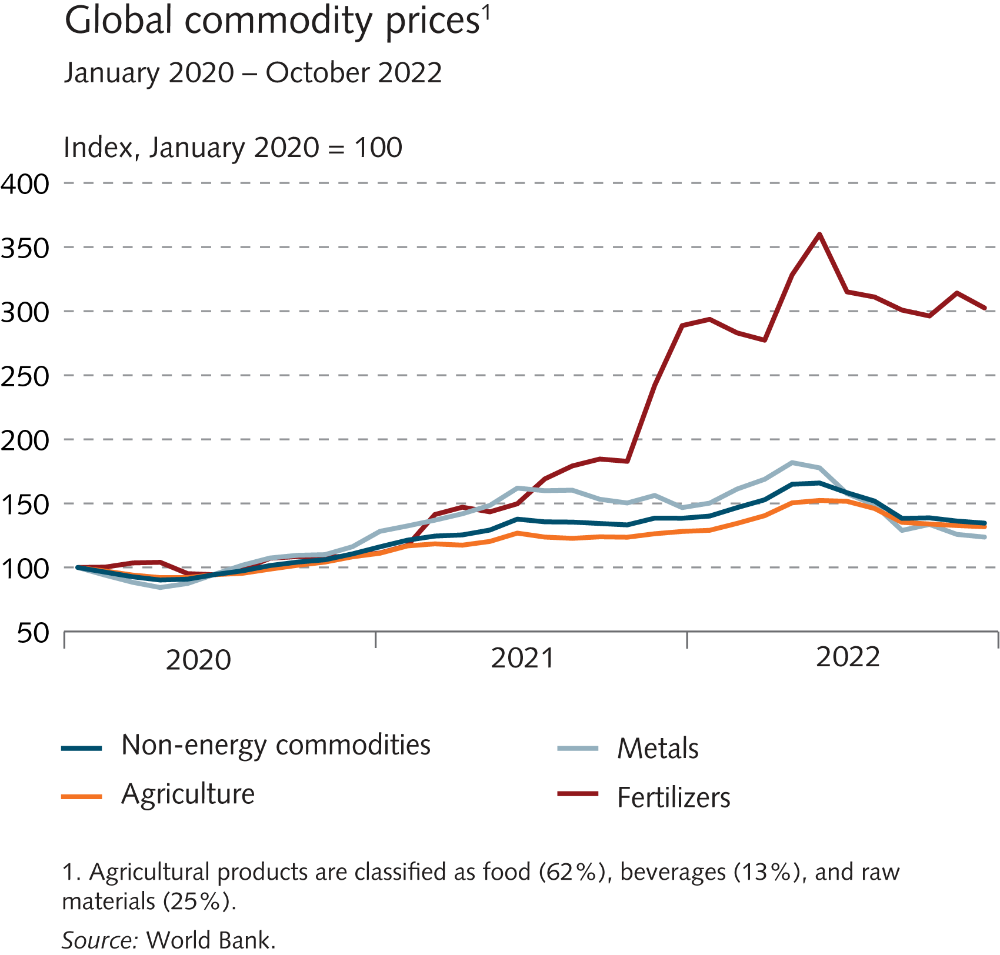 Global commodity prices¹
January 2020 – October 2022
Index, January 2020 = 100
400
350
300
250
200
150
100
50
2020 2021 2022
Non-energy commodities Metals
Agriculture Fertilizers
1. Agricultural products are classified as food (62%), beverages (13%), and raw
materials (25%).
Source: World Bank.